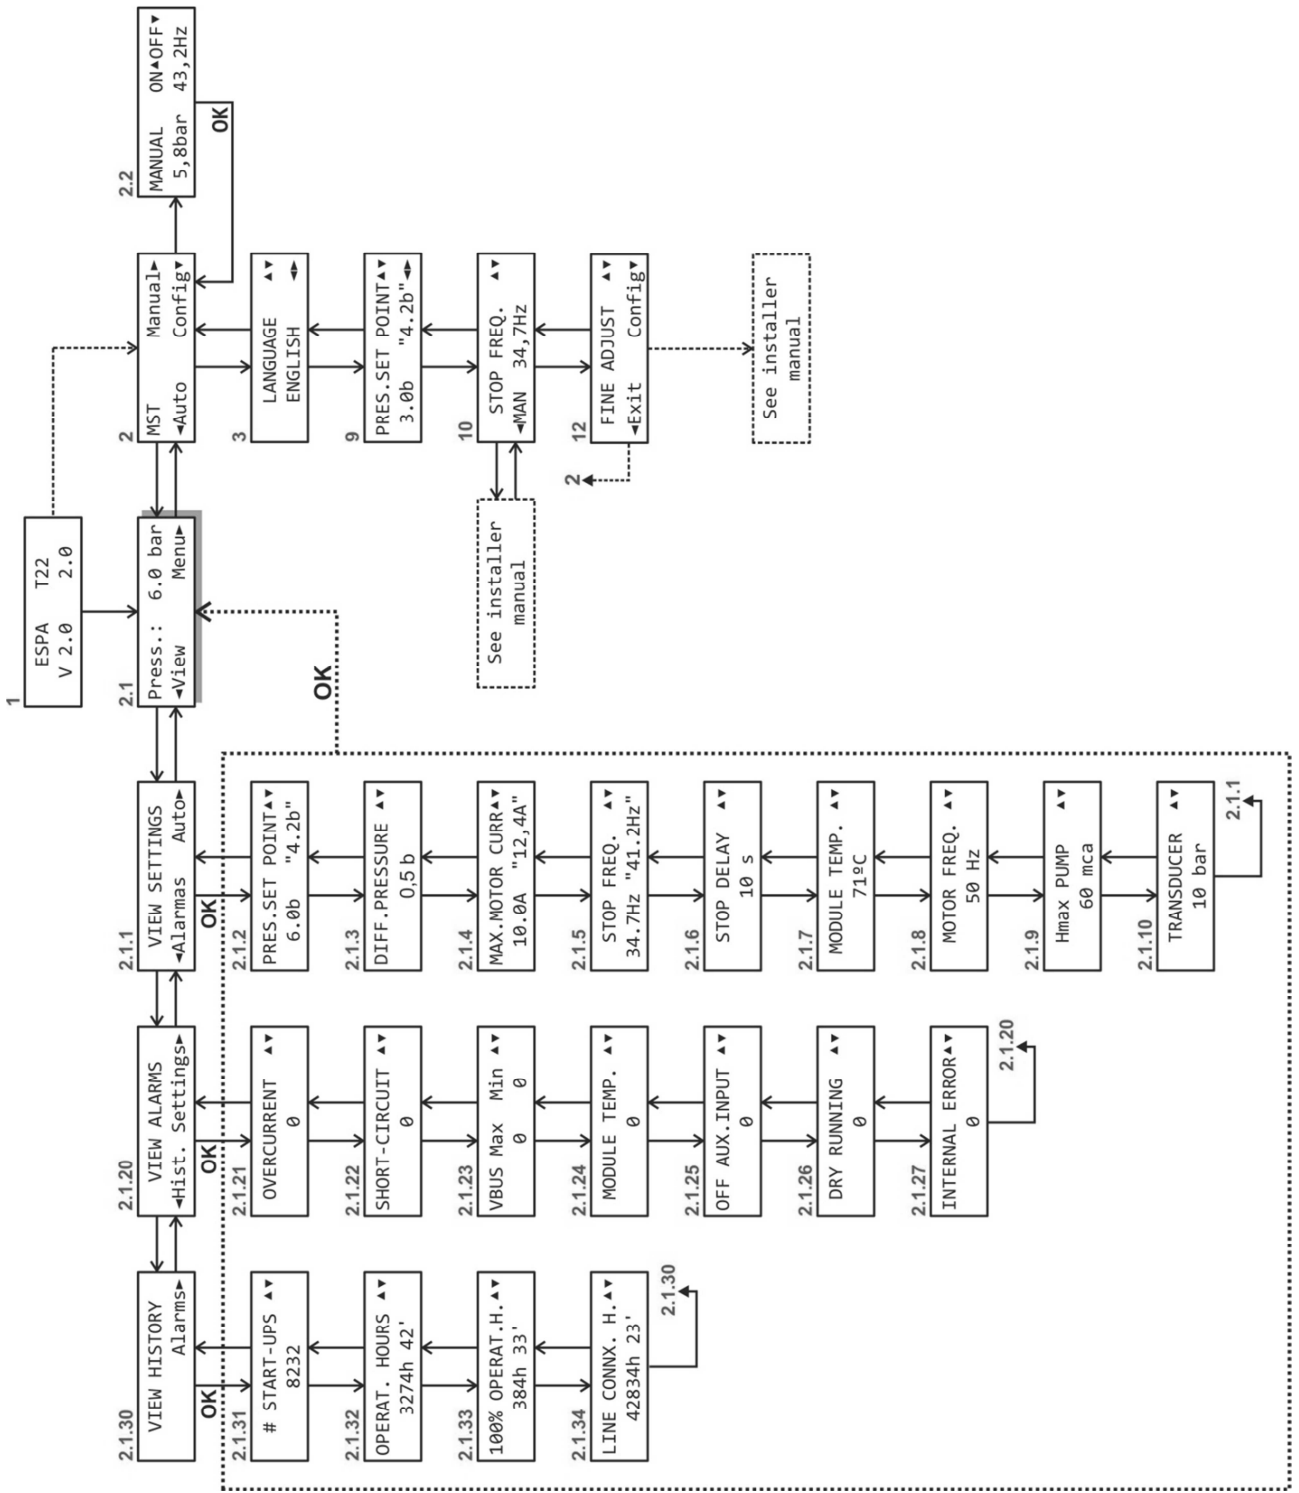 1
ESPA T22
V 2.0 2.0
2.1.30
VIEW HISTORY
Alarms►
2.1.20
VIEW ALARMS
◄Hist. Settings►
2.1.1
VIEW SETTINGS
◄Alarmas Auto►
2.1
Press.: 6.0 bar
◄View Menu►
2
MST Manual►
◄Auto Config▼
2.2
MANUAL ON▲OFF▼
5,8bar 43,2Hz
OK
OK
OK
OK
OK
2.1.31
# START-UPS ▲▼
8232
2.1.32
OPERAT. HOURS ▲▼
3274h 42'
2.1.33
100% OPERAT.H.▲▼
384h 33'
2.1.34
LINE CONNX. H.▲▼
42834h 23'
2.1.30
2.1.21
OVERCURRENT ▲▼
0
2.1.22
SHORT-CIRCUIT ▲▼
0
2.1.23
VBUS Max Min ▲▼
0 0
2.1.24
MODULE TEMP. ▲▼
0
2.1.25
OFF AUX.INPUT ▲▼
0
2.1.26
DRY RUNNING ▲▼
0
2.1.27
INTERNAL ERROR▲▼
0
2.1.20
2.1.2
PRES.SET POINT▲▼
6.0b "4.2b"
2.1.3
DIFF.PRESSURE ▲▼
0,5 b
2.1.4
MAX.MOTOR CURR▲▼
10.0A "12,4A"
2.1.5
STOP FREQ. ▲▼
34.7Hz "41.2Hz"
2.1.6
STOP DELAY ▲▼
10 s
2.1.7
MODULE TEMP. ▲▼
71ºC
2.1.8
MOTOR FREQ. ▲▼
50 Hz
2.1.9
Hmax PUMP ▲▼
60 mca
2.1.10
TRANSDUCER ▲▼
10 bar
2.1.1
3
LANGUAGE ▲▼
ENGLISH ◄►
9
PRES.SET POINT▲▼
3.0b "4.2b"◄►
10
STOP FREQ. ▲▼
◄MAN 34,7Hz
See installer
manual
12
FINE ADJUST ▲▼
◄Exit Config▼
2
See installer
manual